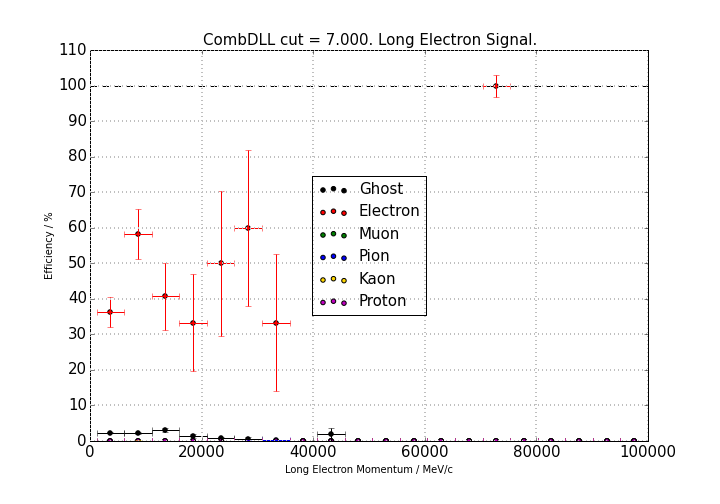 CombDLL cut = 7.000. Long Electron Signal.
110
100
90
80
70
60
50
40
30
20
10
0
Efficiency / %
Ghost
Electron
Muon
Pion
Kaon
Proton
0 20000 40000 60000 80000 100000
Long Electron Momentum / MeV/c